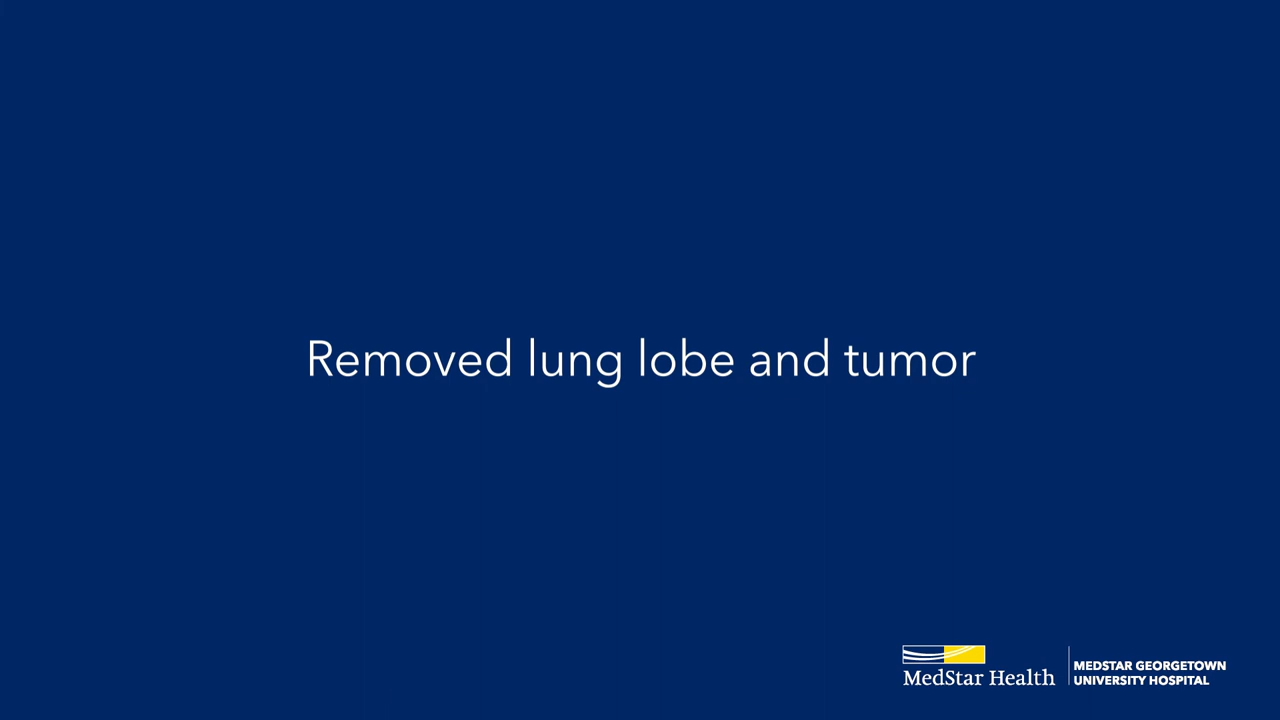 Removed lung lobe and tumor
MedStar Health
MEDSTAR GEORGETOWN
UNIVERSITY HOSPITAL